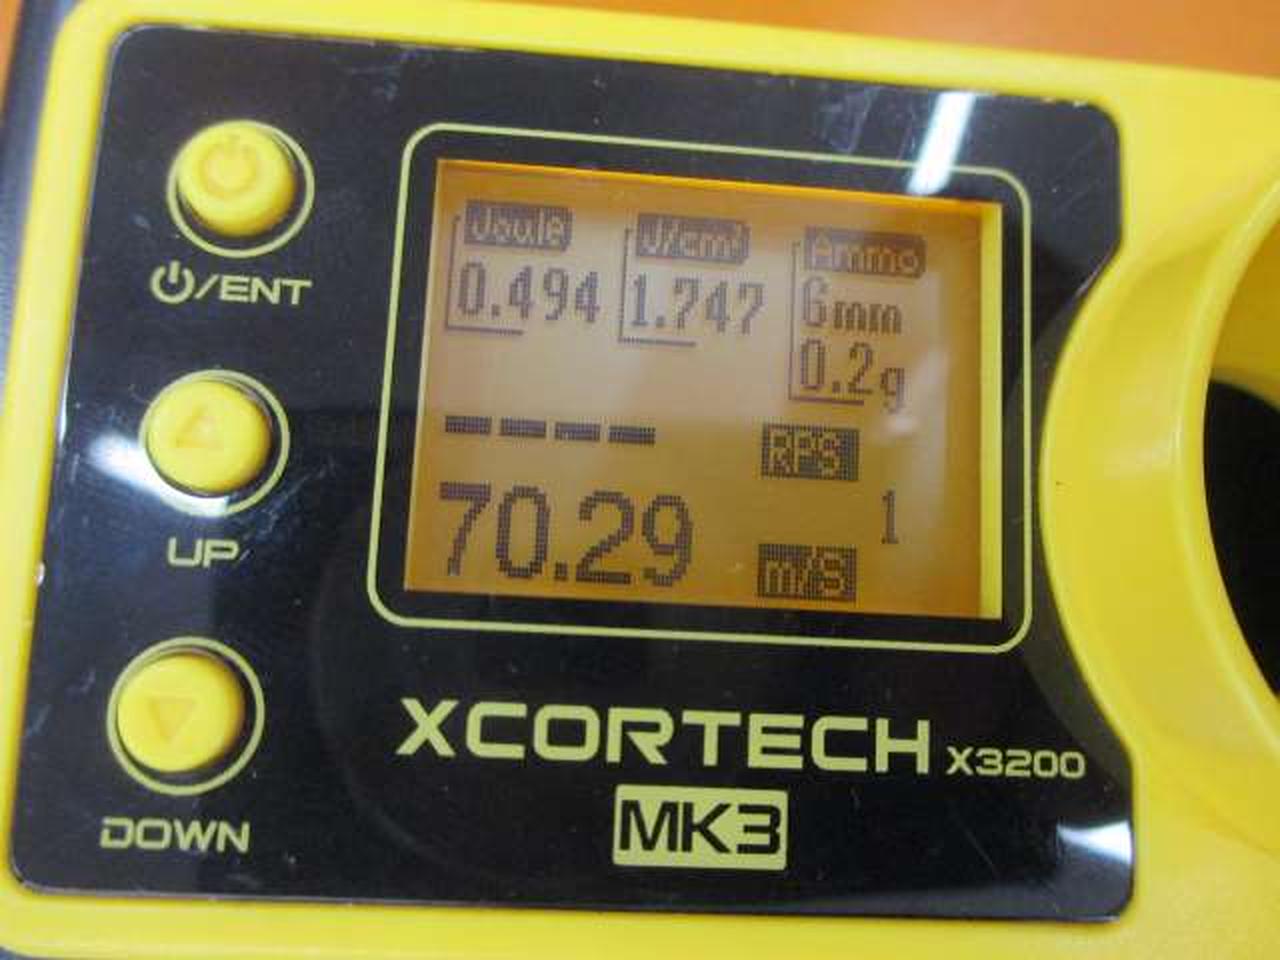 ⏻/ENT
UP
DOWN
Joule J/cm² Ammo
0.494 1.747 6mm
0.2g
---- RPS
70.29 1
m/S
XCORTECH X3200
MK3